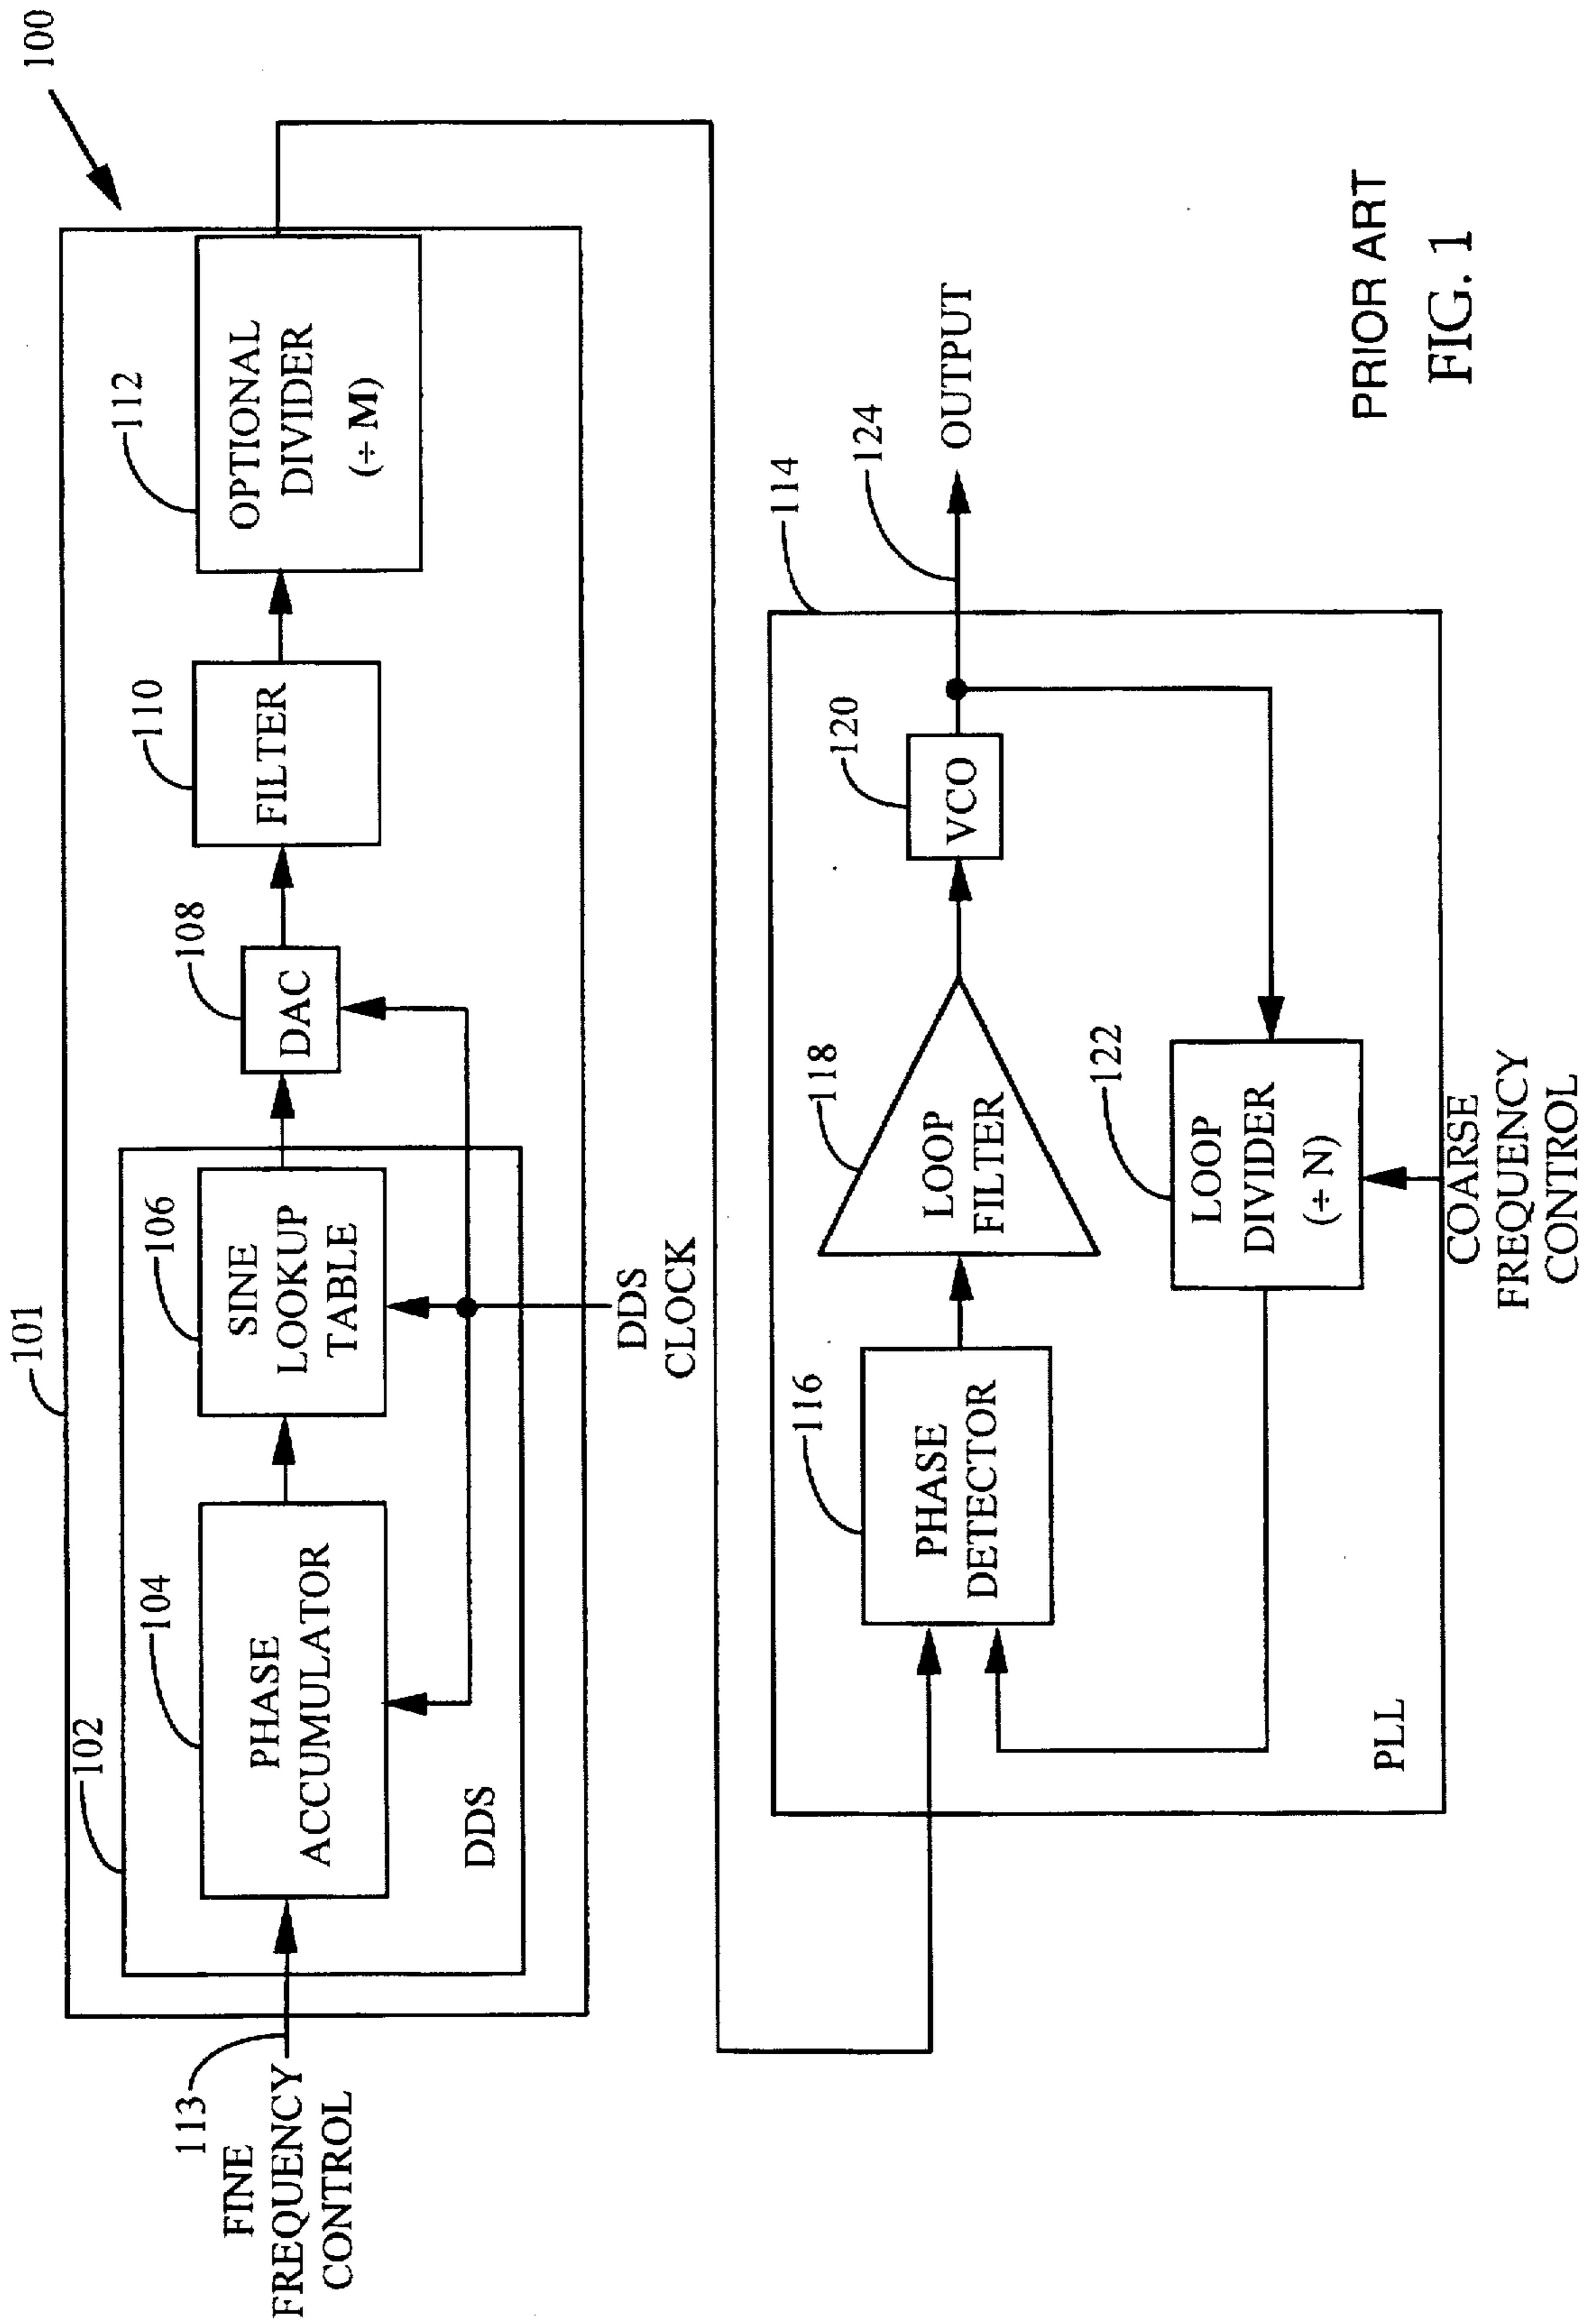 100
101
102
104
PHASE
ACCUMULATOR
106
SINE
LOOKUP
TABLE
108
DAC
110
FILTER
112
OPTIONAL
DIVIDER
(÷ M)
113
FINE
FREQUENCY
CONTROL
DDS
DDS
CLOCK
114
116
PHASE
DETECTOR
118
LOOP
FILTER
120
VCO
124
OUTPUT
122
LOOP
DIVIDER
(÷ N)
PLL
COARSE
FREQUENCY
CONTROL
PRIOR ART
FIG. 1